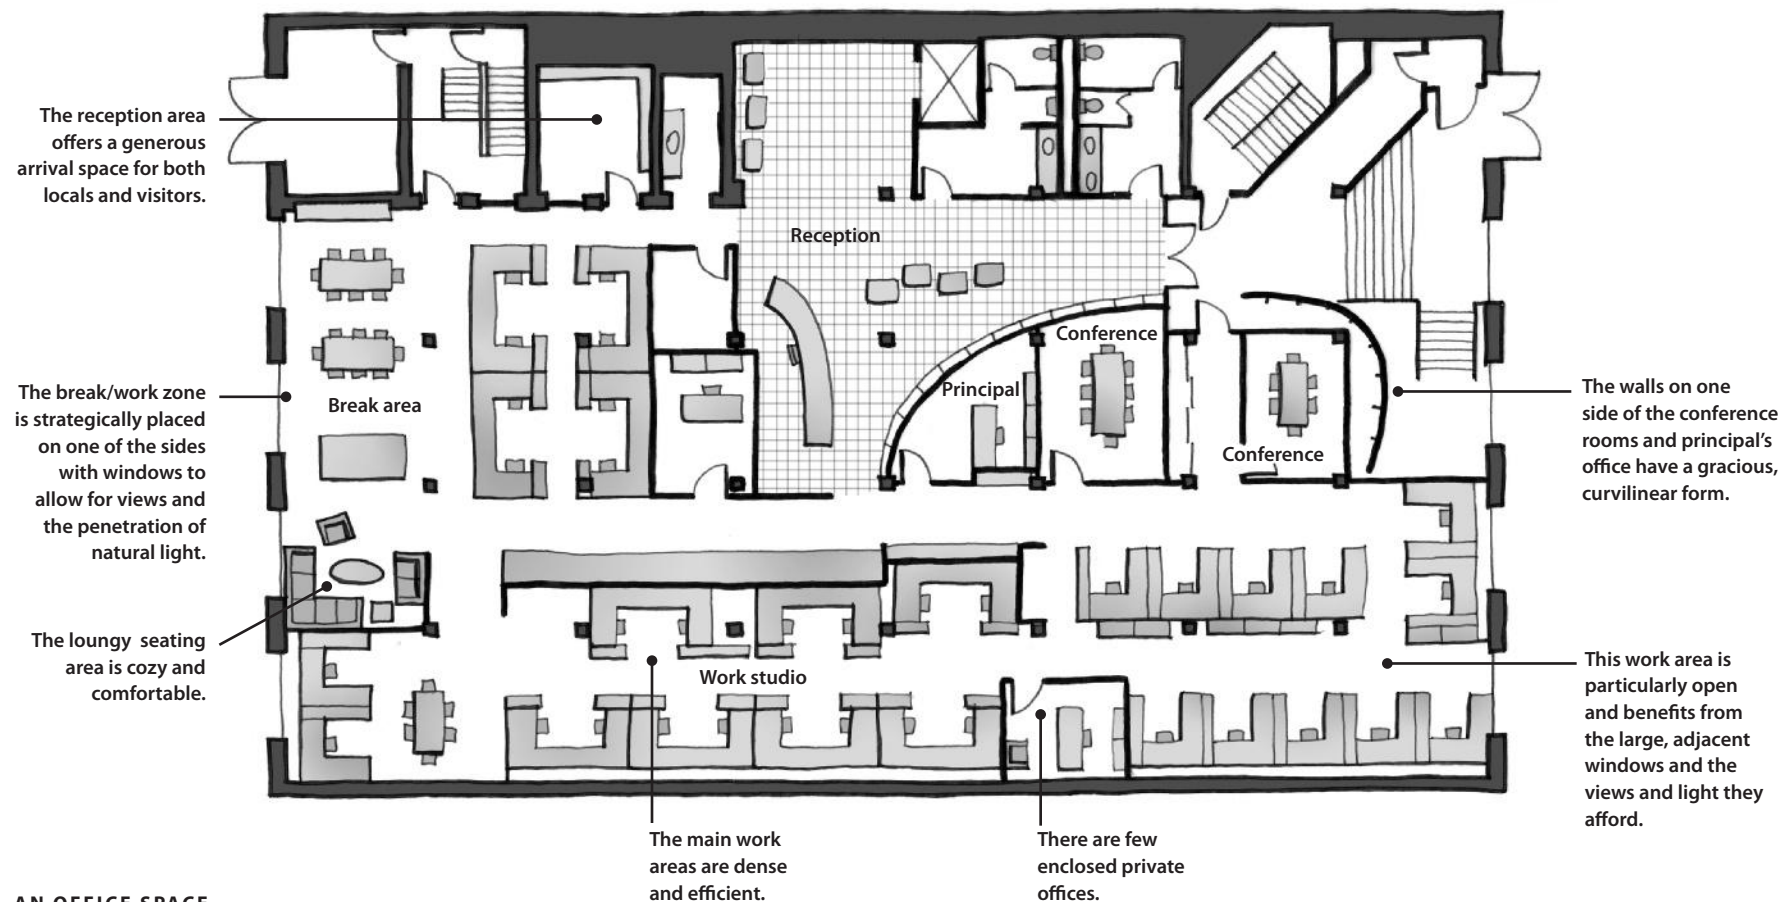 The reception area
offers a generous
arrival space for both
locals and visitors.
Reception
Conference
Principal
The break/work zone
is strategically placed
on one of the sides
with windows to
allow for views and
the penetration of
natural light.
Break area
Conference
The walls on one
side of the conference
rooms and principal's
office have a gracious,
curvilinear form.
The loungy seating
area is cozy and
comfortable.
Work studio
This work area is
particularly open
and benefits from
the large, adjacent
windows and the
views and light they
afford.
The main work
areas are dense
and efficient.
There are few
enclosed private
offices.
AN OFFICE SPACE